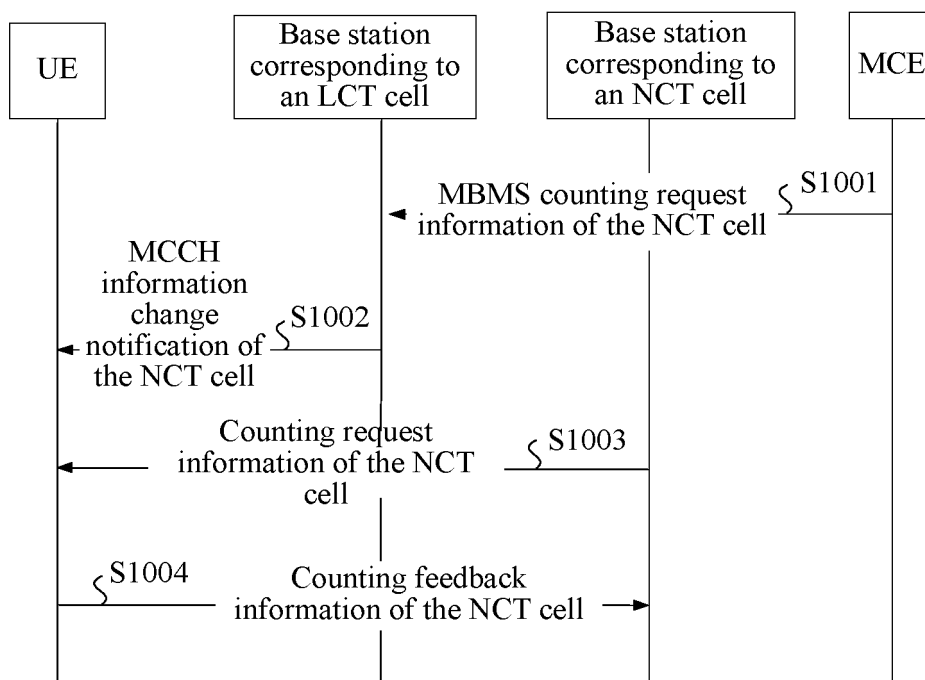 UE
Base station
corresponding to
an LCT cell
Base station
corresponding to
an NCT cell
MCE
S1001
MBMS counting request
information of the NCT cell
MCCH
information
change
notification of
the NCT cell
S1002
Counting request
information of the NCT
cell
S1003
S1004
Counting feedback
information of the NCT cell